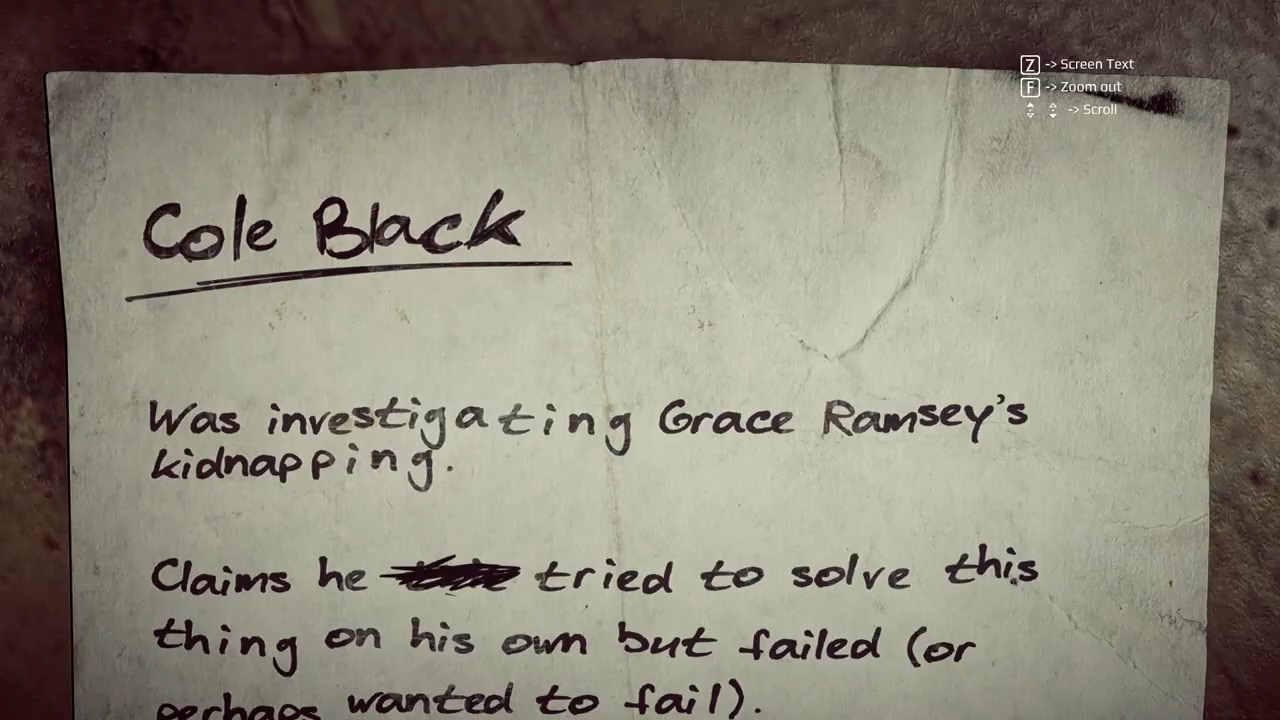 Z -> Screen Text
F -> Zoom out
-> Scroll
Cole Black
Was investigating Grace Ramsey's
kidnapping.
Claims he tried to solve this
thing on his own but failed (or
perhaps wanted to fail).